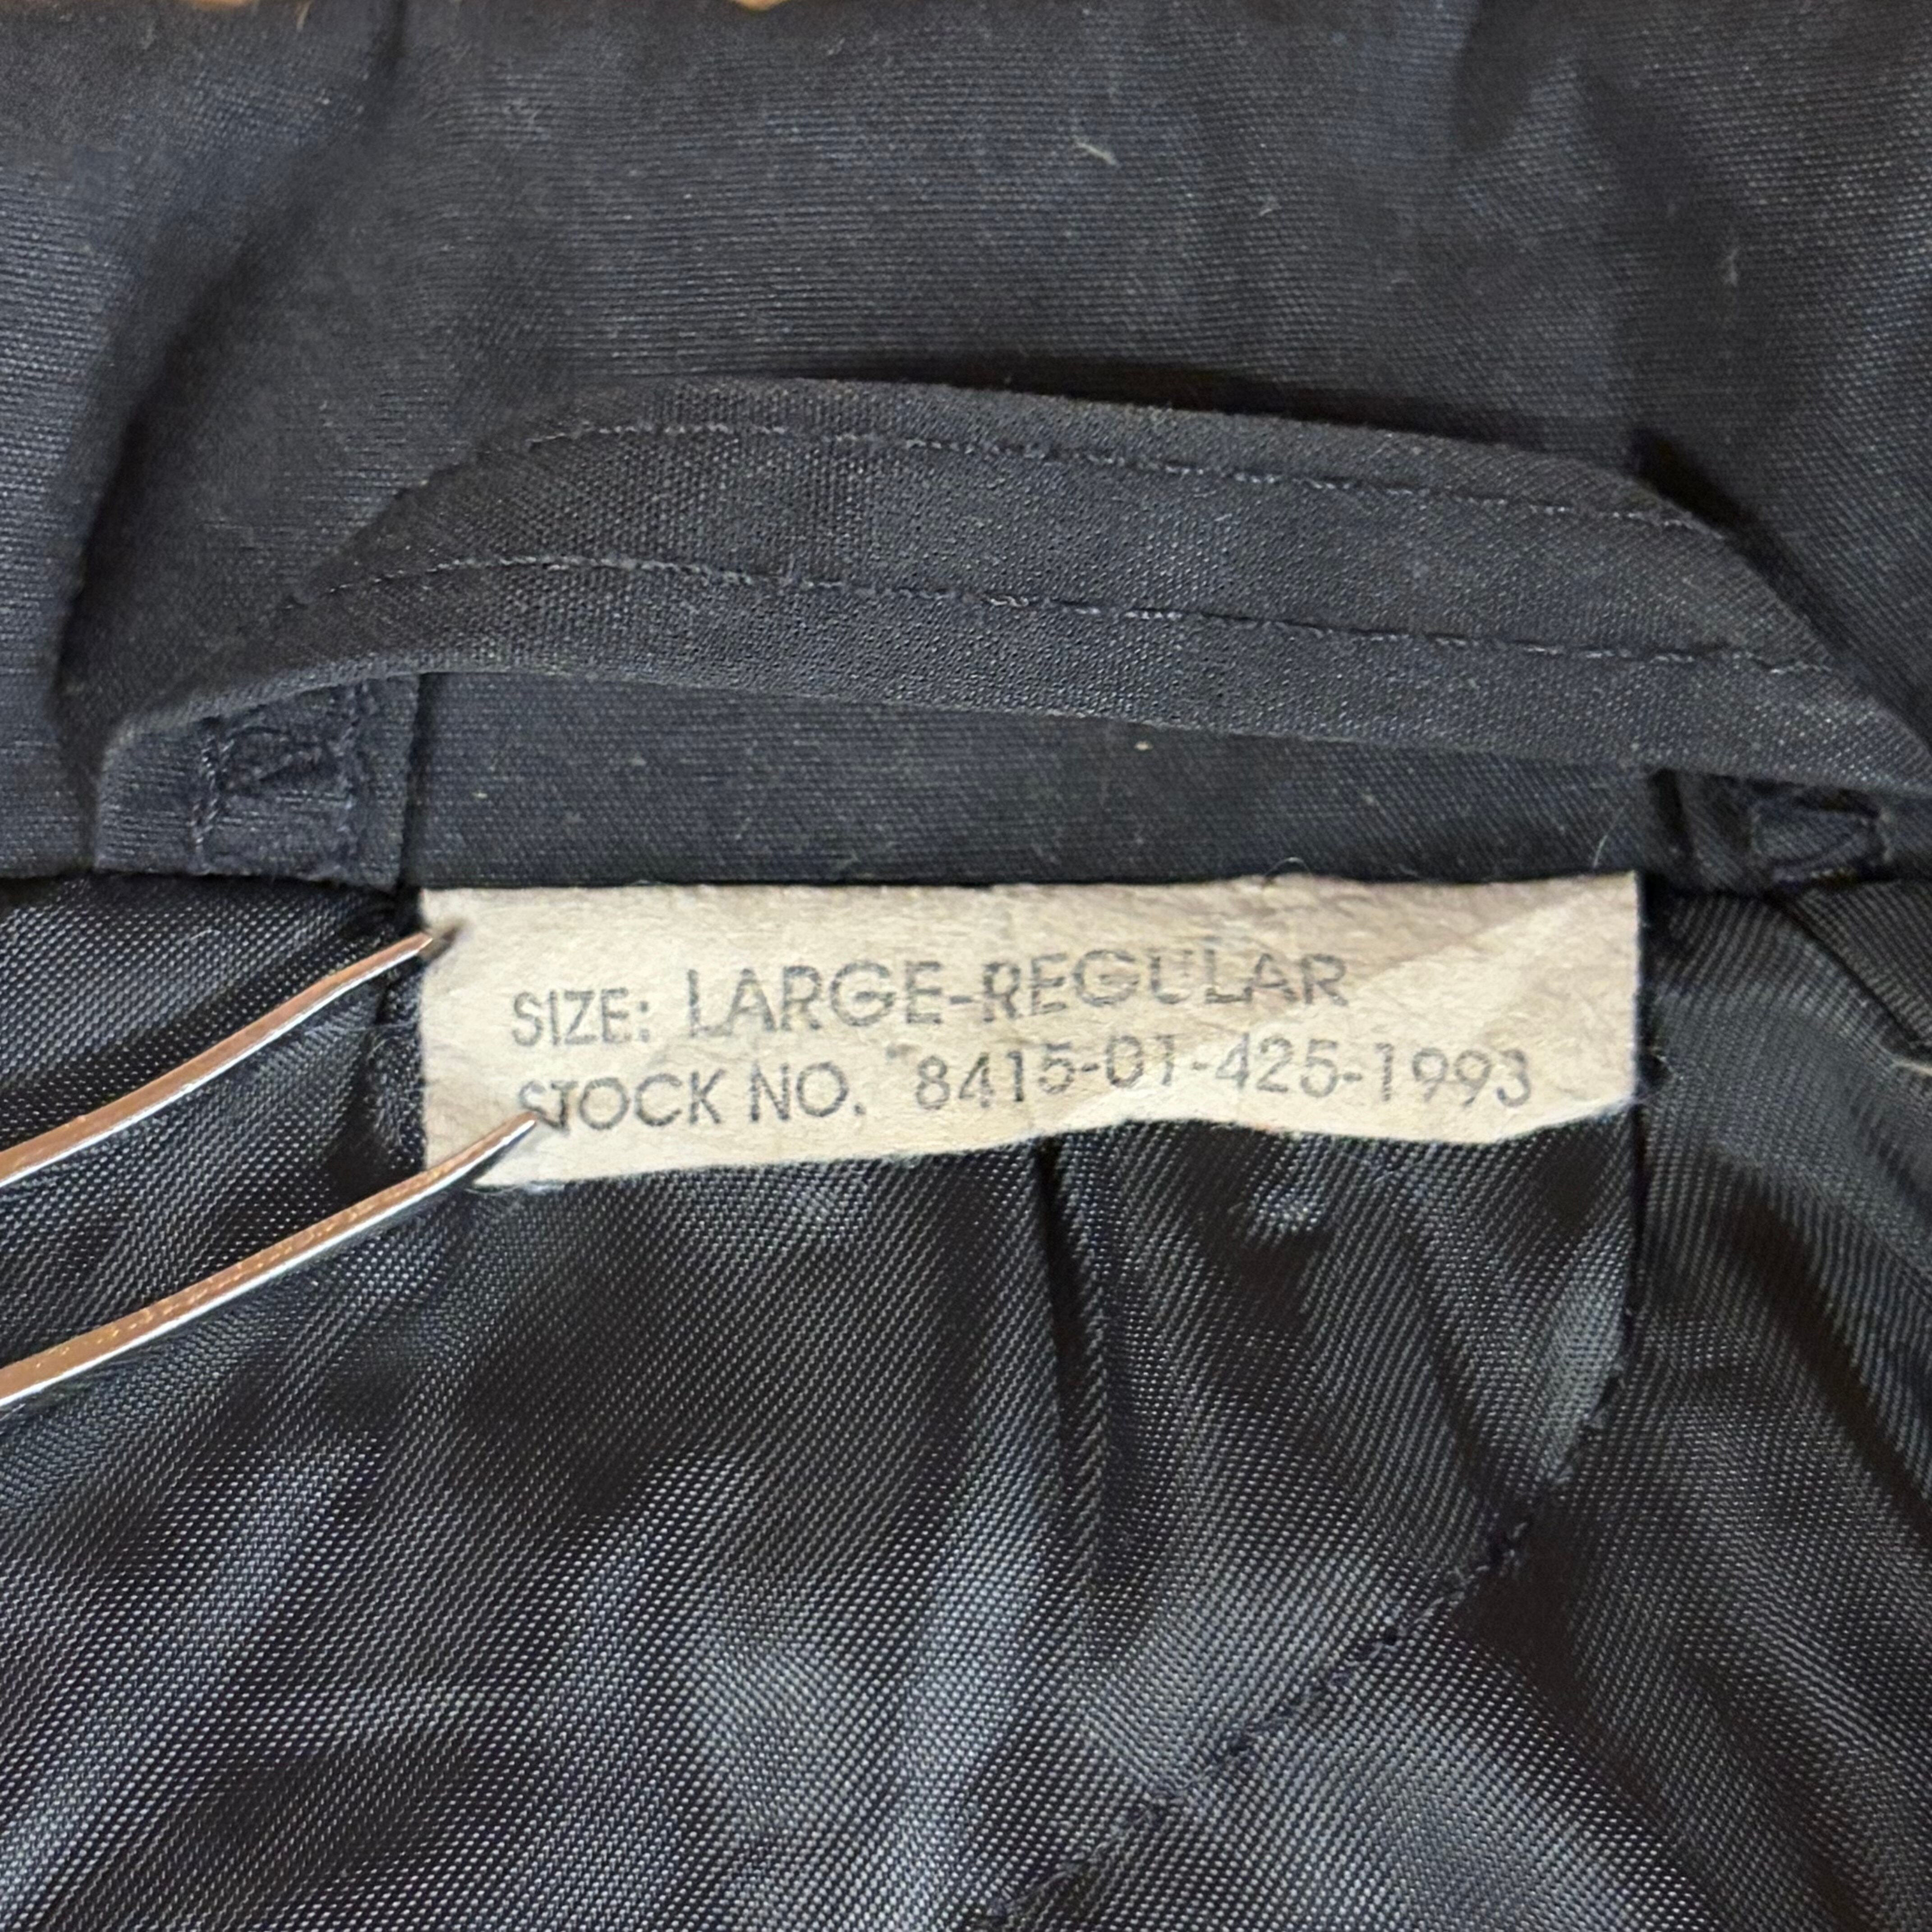 SIZE: LARGE-REGULAR
STOCK NO. 8415-01-425-1993